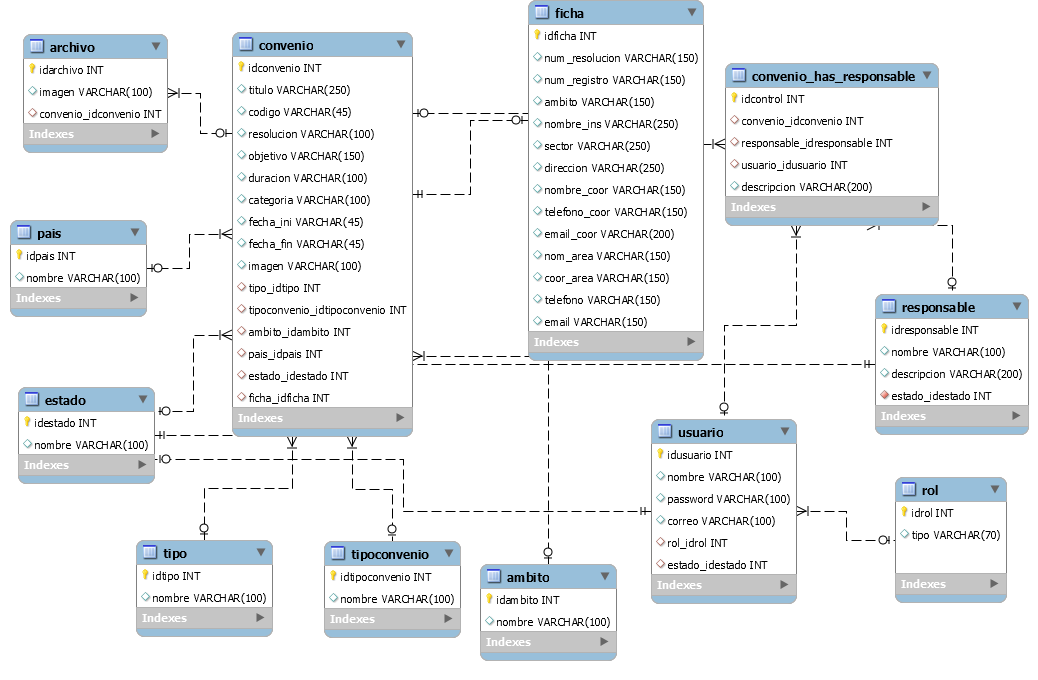 archivo
idarchivo INT
imagen VARCHAR(100)
convenio_idconvenio INT
Indexes
pais
idpais INT
nombre VARCHAR(100)
Indexes
estado
idestado INT
nombre VARCHAR(100)
Indexes
convenio
idconvenio INT
titulo VARCHAR(250)
codigo VARCHAR(45)
resolucion VARCHAR(100)
objetivo VARCHAR(150)
duracion VARCHAR(100)
categoria VARCHAR(100)
fecha_ini VARCHAR(45)
fecha_fin VARCHAR(45)
imagen VARCHAR(100)
tipo_idtipo INT
tipoconvenio_idtipoconvenio INT
ambito_idambito INT
pais_idpais INT
estado_idestado INT
ficha_idficha INT
Indexes
ficha
idficha INT
num_resolucion VARCHAR(150)
num_registro VARCHAR(150)
ambito VARCHAR(150)
nombre_ins VARCHAR(250)
sector VARCHAR(250)
direccion VARCHAR(250)
nombre_coor VARCHAR(150)
telefono_coor VARCHAR(150)
email_coor VARCHAR(200)
nom_area VARCHAR(150)
coor_area VARCHAR(150)
telefono VARCHAR(150)
email VARCHAR(150)
Indexes
convenio_has_responsable
idcontrol INT
convenio_idconvenio INT
responsable_idresponsable INT
usuario_idusuario INT
descripcion VARCHAR(200)
Indexes
responsable
idresponsable INT
nombre VARCHAR(100)
descripcion VARCHAR(200)
estado_idestado INT
Indexes
usuario
idusuario INT
nombre VARCHAR(100)
password VARCHAR(100)
correo VARCHAR(100)
rol_idrol INT
estado_idestado INT
Indexes
rol
idrol INT
tipo VARCHAR(70)
Indexes
tipo
idtipo INT
nombre VARCHAR(100)
Indexes
tipoconvenio
idtipoconvenio INT
nombre VARCHAR(100)
Indexes
ambito
idambito INT
nombre VARCHAR(100)
Indexes